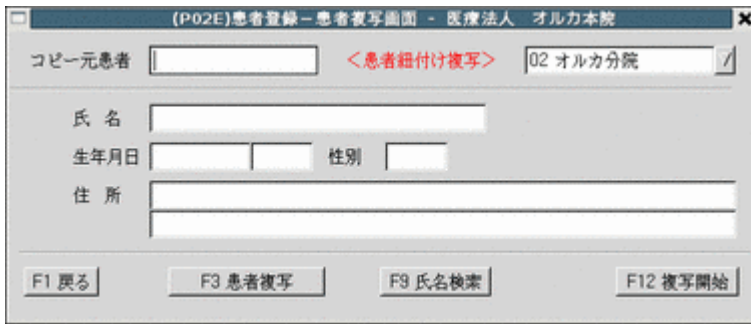 (P02E)患者登録－患者複写画面 - 医療法人 オルカ本院
コピー元患者 ＜患者紐付け複写＞ 02 オルカ分院
氏 名
生年月日 性別
住 所
F1 戻る F3 患者複写 F9 氏名検索 F12 複写開始